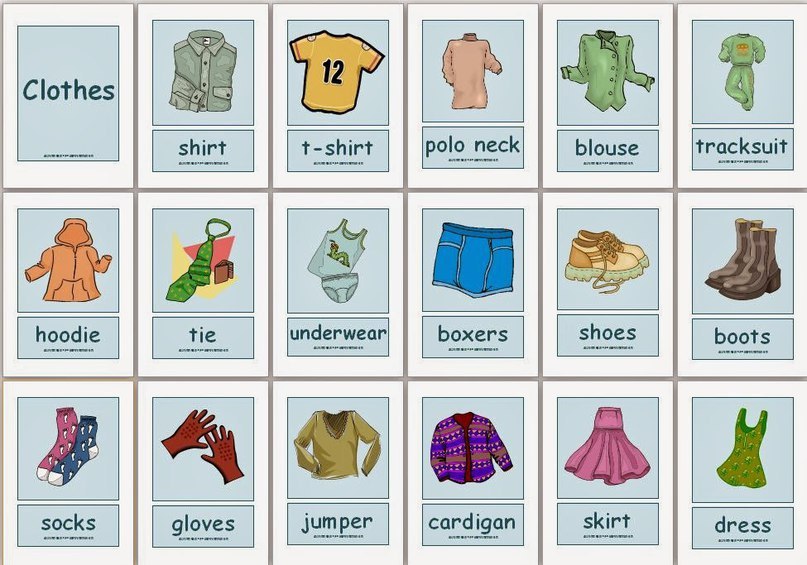 Clothes
shirt
12
t-shirt
polo neck
blouse
tracksuit
hoodie
tie
underwear
boxers
shoes
boots
socks
gloves
jumper
cardigan
skirt
dress